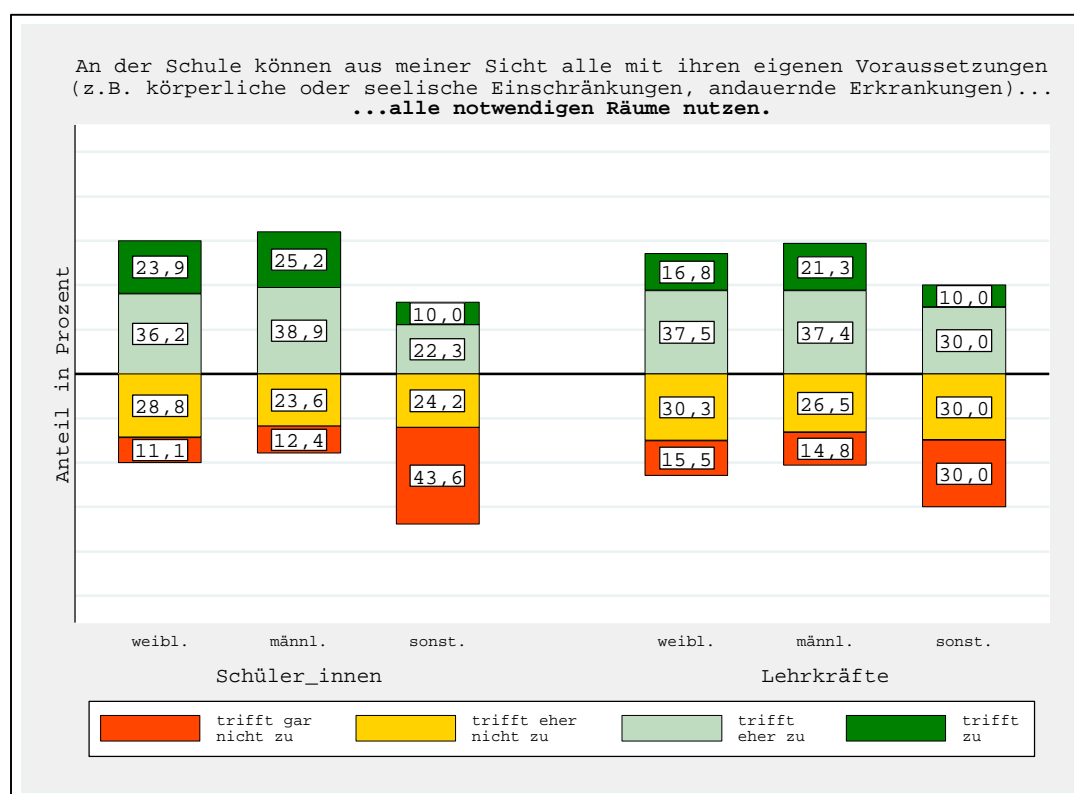 An der Schule können aus meiner Sicht alle mit ihren eigenen Voraussetzungen
(z.B. körperliche oder seelische Einschränkungen, andauernde Erkrankungen)...
...alle notwendigen Räume nutzen.
Anteil in Prozent
23,9
36,2
28,8
11,1
25,2
38,9
23,6
12,4
10,0
22,3
24,2
43,6
16,8
37,5
30,3
15,5
21,3
37,4
26,5
14,8
10,0
30,0
30,0
30,0
weibl.
männl.
sonst.
weibl.
männl.
sonst.
Schüler_innen
Lehrkräfte
trifft gar
nicht zu
trifft eher
nicht zu
trifft
eher zu
trifft
zu